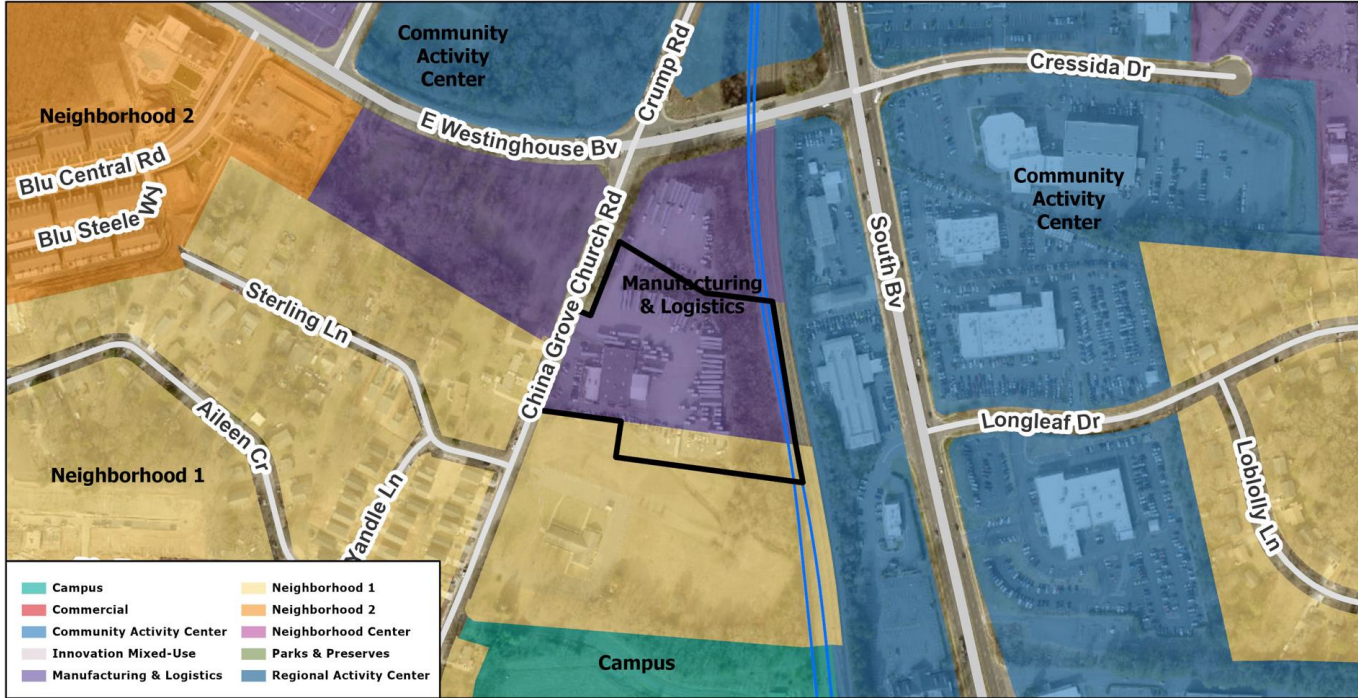 Community
Activity
Center
Crump Rd
Cressida Dr
Neighborhood 2
E Westinghouse Bv
Blu Central Rd
Community
Activity
Center
Blu Steele Wy
China Grove Church Rd
South Bv
Sterling Ln
Manufacturing
& Logistics
Aileen Cr
Longleaf Dr
Neighborhood 1
Loblolly Ln
Yandle Ln
Campus
Campus
Commercial
Community Activity Center
Innovation Mixed-Use
Manufacturing & Logistics
Neighborhood 1
Neighborhood 2
Neighborhood Center
Parks & Preserves
Regional Activity Center